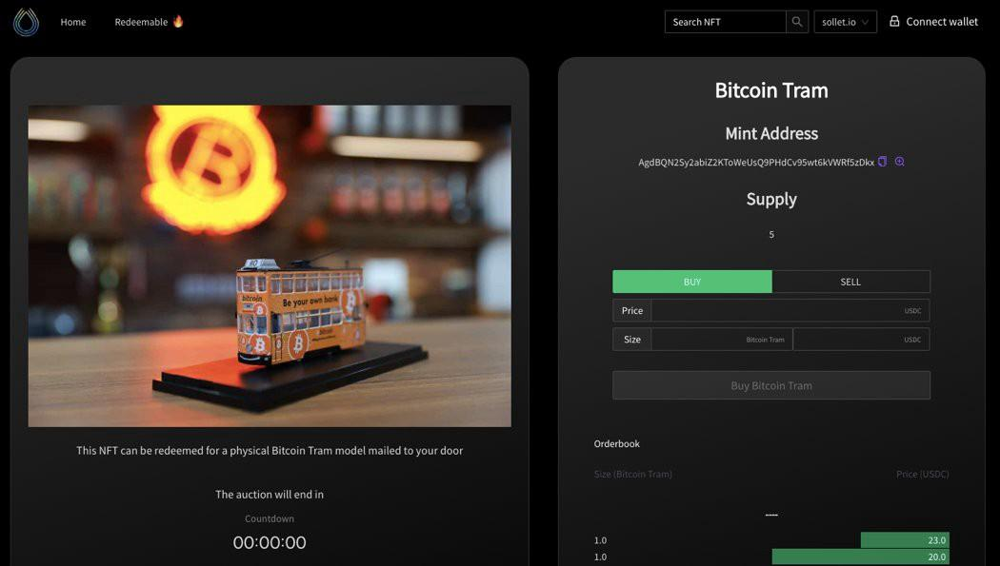 Home
Redeemable 🔥
Search NFT
sollet.io
Connect wallet
Bitcoin Tram
Mint Address
AgdBQN2Sy2abiZ2KToWeUsQ9PHdCv95wt6kVWRf5zDkx
Supply
5
BUY
SELL
Price
USDC
Size
Bitcoin Tram
USDC
Buy Bitcoin Tram
Orderbook
Size (Bitcoin Tram)
Price (USDC)
----
1.0
23.0
1.0
20.0
bitcoin
Be your own bank
bitcoin
This NFT can be redeemed for a physical Bitcoin Tram model mailed to your door
The auction will end in
Countdown
00:00:00